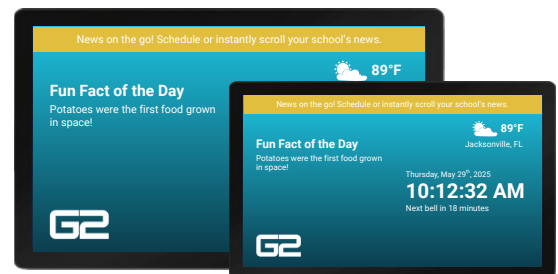 News on the go! Schedule or instantly scroll your school's news.
89°F
Fun Fact of the Day
Potatoes were the first food grown
in space!
G2
News on the go! Schedule or instantly scroll your school's news.
89°F
Jacksonville, FL
Fun Fact of the Day
Potatoes were the first food grown
in space!
Thursday, May 29th, 2025
10:12:32 AM
Next bell in 18 minutes
G2